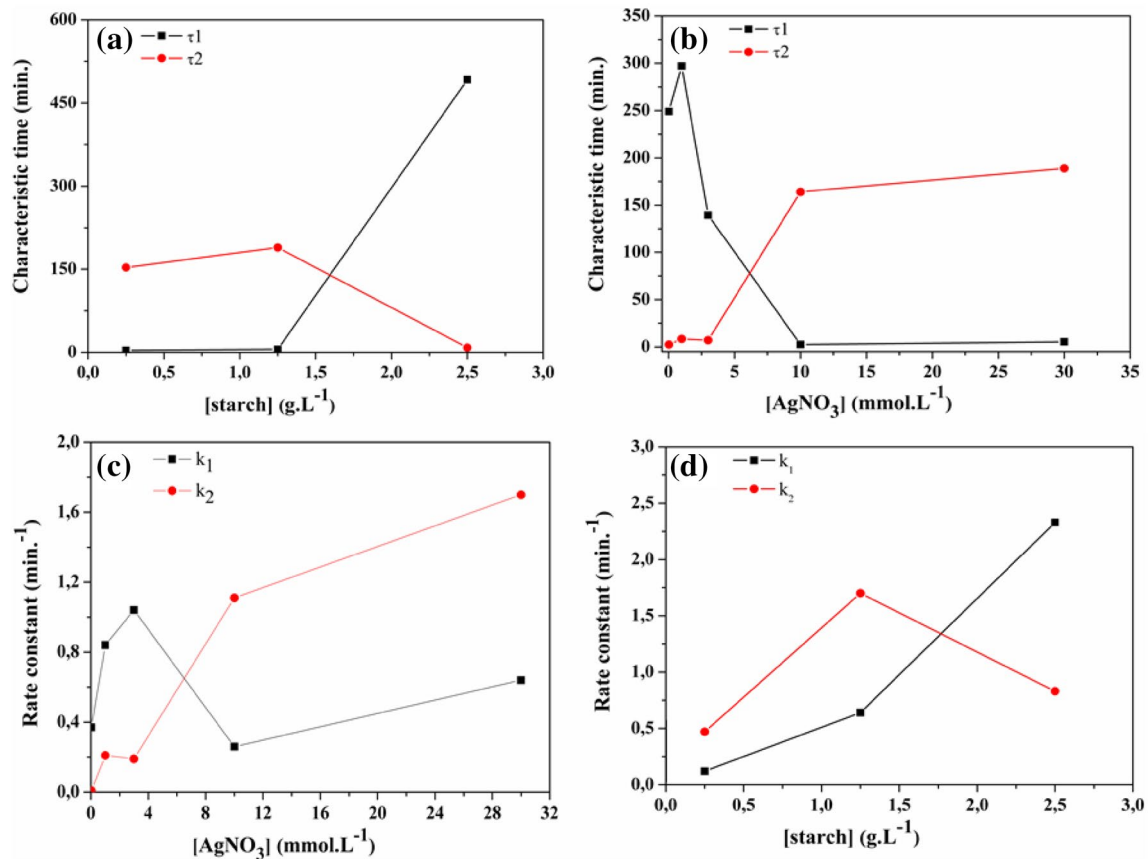 (a)
τ1
τ2
Characteristic time (min.)
600
450
300
150
0
0,0 0,5 1,0 1,5 2,0 2,5 3,0
[starch] (g.L⁻¹)
(b)
τ1
τ2
Characteristic time (min.)
350
300
250
200
150
100
50
0
0 5 10 15 20 25 30 35
[AgNO₃] (mmol.L⁻¹)
(c)
k₁
k₂
Rate constant (min.⁻¹)
2,0
1,6
1,2
0,8
0,4
0,0
0 4 8 12 16 20 24 28 32
[AgNO₃] (mmol.L⁻¹)
(d)
k₁
k₂
Rate constant (min.⁻¹)
3,0
2,5
2,0
1,5
1,0
0,5
0,0
0,0 0,5 1,0 1,5 2,0 2,5 3,0
[starch] (g.L⁻¹)